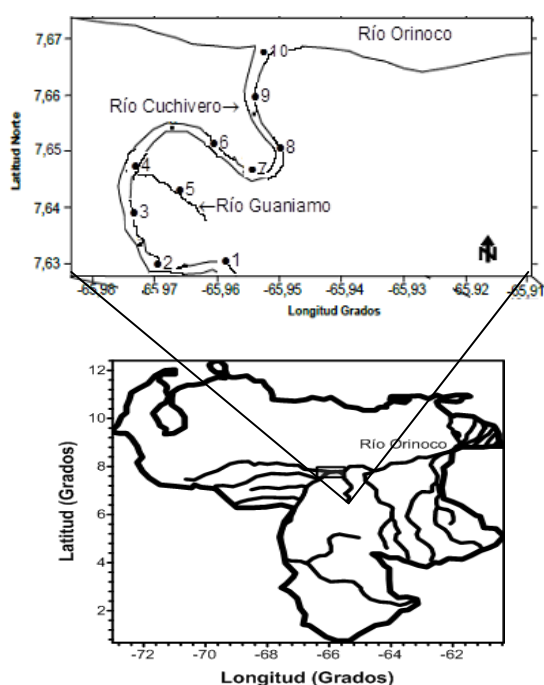 Río Orinoco
7,67
10
7,66
9
Río Cuchivero→
Latitud Norte
6
8
7,65
4
7
5
←Río Guaniamo
7,64
3
2
1
7,63
N
-65,98 -65,97 -65,96 -65,95 -65,94 -65,93 -65,92 -65,91
Longitud Grados
12
10
Río Orinoco
8
Latitud (Grados)
6
4
2
-72 -70 -68 -66 -64 -62
Longitud (Grados)